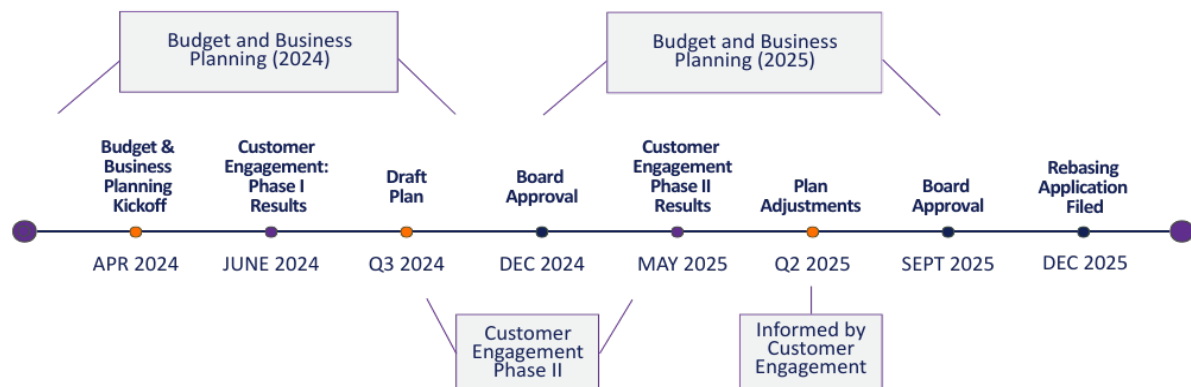 Budget and Business
Planning (2024)
Budget and Business
Planning (2025)
Budget &
Business
Planning
Kickoff
Customer
Engagement:
Phase I
Results
Draft
Plan
Board
Approval
Customer
Engagement
Phase II
Results
Plan
Adjustments
Board
Approval
Rebasing
Application
Filed
APR 2024
JUNE 2024
Q3 2024
DEC 2024
MAY 2025
Q2 2025
SEPT 2025
DEC 2025
Customer
Engagement
Phase II
Informed by
Customer
Engagement